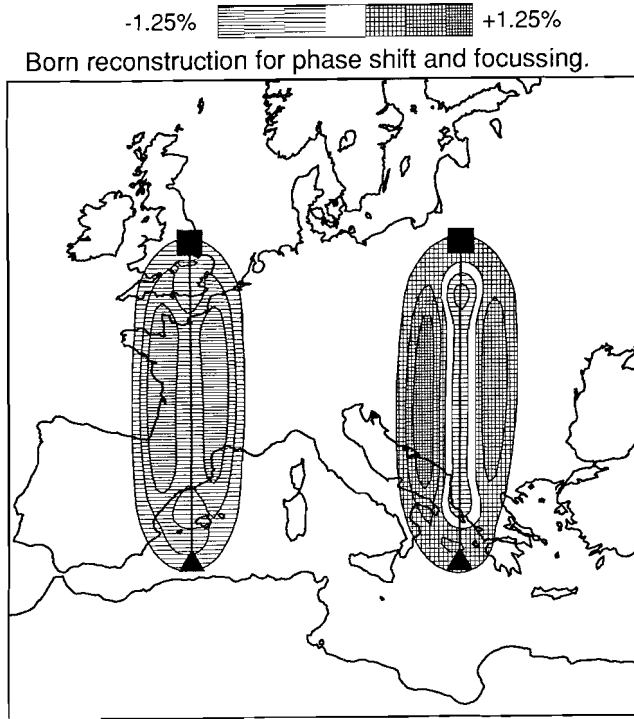 -1.25% +1.25%
Born reconstruction for phase shift and focussing.